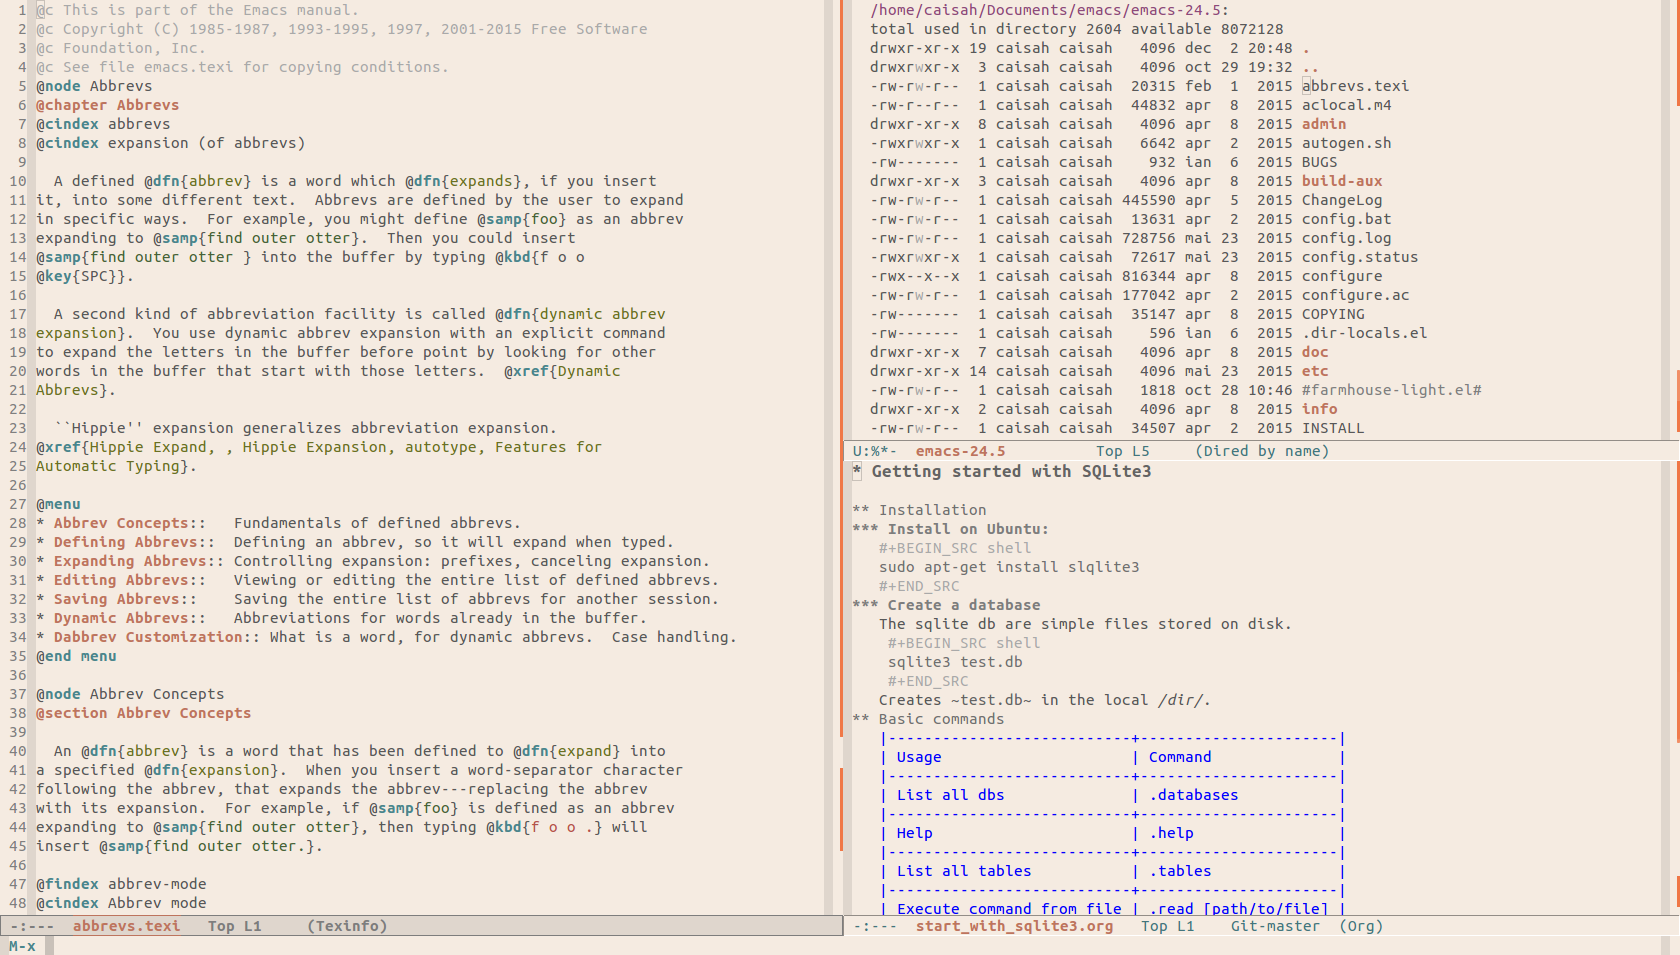 1 @c This is part of the Emacs manual.
2 @c Copyright (C) 1985-1987, 1993-1995, 1997, 2001-2015 Free Software
3 @c Foundation, Inc.
4 @c See file emacs.texi for copying conditions.
5 @node Abbrevs
6 @chapter Abbrevs
7 @cindex abbrevs
8 @cindex expansion (of abbrevs)
9
10   A defined @dfn{abbrev} is a word which @dfn{expands}, if you insert
11 it, into some different text.  Abbrevs are defined by the user to expand
12 in specific ways.  For example, you might define @samp{foo} as an abbrev
13 expanding to @samp{find outer otter}.  Then you could insert
14 @samp{find outer otter } into the buffer by typing @kbd{f o o
15 @key{SPC}}.
16
17   A second kind of abbreviation facility is called @dfn{dynamic abbrev
18 expansion}.  You use dynamic abbrev expansion with an explicit command
19 to expand the letters in the buffer before point by looking for other
20 words in the buffer that start with those letters.  @xref{Dynamic
21 Abbrevs}.
22
23   ``Hippie'' expansion generalizes abbreviation expansion.
24 @xref{Hippie Expand, , Hippie Expansion, autotype, Features for
25 Automatic Typing}.
26
27 @menu
28 * Abbrev Concepts::   Fundamentals of defined abbrevs.
29 * Defining Abbrevs::  Defining an abbrev, so it will expand when typed.
30 * Expanding Abbrevs:: Controlling expansion: prefixes, canceling expansion.
31 * Editing Abbrevs::   Viewing or editing the entire list of defined abbrevs.
32 * Saving Abbrevs::    Saving the entire list of abbrevs for another session.
33 * Dynamic Abbrevs::   Abbreviations for words already in the buffer.
34 * Dabbrev Customization:: What is a word, for dynamic abbrevs.  Case handling.
35 @end menu
36
37 @node Abbrev Concepts
38 @section Abbrev Concepts
39
40   An @dfn{abbrev} is a word that has been defined to @dfn{expand} into
41 a specified @dfn{expansion}.  When you insert a word-separator character
42 following the abbrev, that expands the abbrev---replacing the abbrev
43 with its expansion.  For example, if @samp{foo} is defined as an abbrev
44 expanding to @samp{find outer otter}, then typing @kbd{f o o .} will
45 insert @samp{find outer otter.}.
46
47 @findex abbrev-mode
48 @cindex Abbrev mode
-:---  abbrevs.texi   Top L1     (Texinfo)
M-x
/home/caisah/Documents/emacs/emacs-24.5:
total used in directory 2604 available 8072128
drwxr-xr-x 19 caisah caisah   4096 dec  2 20:48 .
drwxrwxr-x  3 caisah caisah   4096 oct 29 19:32 ..
-rw-rw-r--  1 caisah caisah  20315 feb  1  2015 abbrevs.texi
-rw-r--r--  1 caisah caisah  44832 apr  8  2015 aclocal.m4
drwxr-xr-x  8 caisah caisah   4096 apr  8  2015 admin
-rwxrwxr-x  1 caisah caisah   6642 apr  2  2015 autogen.sh
-rw-------  1 caisah caisah    932 ian  6  2015 BUGS
drwxr-xr-x  3 caisah caisah   4096 apr  8  2015 build-aux
-rw-rw-r--  1 caisah caisah 445590 apr  5  2015 ChangeLog
-rw-rw-r--  1 caisah caisah  13631 apr  2  2015 config.bat
-rw-rw-r--  1 caisah caisah 728756 mai 23  2015 config.log
-rwxrwxr-x  1 caisah caisah  72617 mai 23  2015 config.status
-rwx--x--x  1 caisah caisah 816344 apr  8  2015 configure
-rw-rw-r--  1 caisah caisah 177042 apr  2  2015 configure.ac
-rw-------  1 caisah caisah  35147 apr  8  2015 COPYING
-rw-------  1 caisah caisah    596 ian  6  2015 .dir-locals.el
drwxr-xr-x  7 caisah caisah   4096 apr  8  2015 doc
drwxr-xr-x 14 caisah caisah   4096 mai 23  2015 etc
-rw-rw-r--  1 caisah caisah   1818 oct 28 10:46 #farmhouse-light.el#
drwxr-xr-x  2 caisah caisah   4096 apr  8  2015 info
-rw-rw-r--  1 caisah caisah  34507 apr  2  2015 INSTALL
U:%*-  emacs-24.5          Top L5     (Dired by name)
* Getting started with SQLite3

** Installation
*** Install on Ubuntu:
   #+BEGIN_SRC shell
   sudo apt-get install slqlite3
   #+END_SRC
*** Create a database
   The sqlite db are simple files stored on disk.
    #+BEGIN_SRC shell
    sqlite3 test.db
    #+END_SRC
   Creates ~test.db~ in the local /dir/.
** Basic commands
   |---------------------------+----------------------|
   | Usage                     | Command              |
   |---------------------------+----------------------|
   | List all dbs              | .databases           |
   |---------------------------+----------------------|
   | Help                      | .help                |
   |---------------------------+----------------------|
   | List all tables           | .tables              |
   |---------------------------+----------------------|
   | Execute command from file | .read [path/to/file] |
-:---  start_with_sqlite3.org   Top L1    Git-master  (Org)